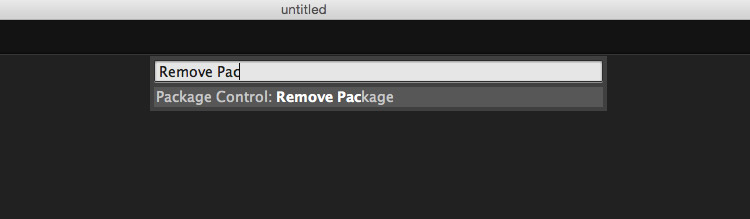 untitled
Remove Pac
Package Control: Remove Package